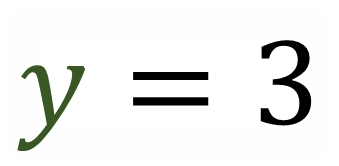 y = 3